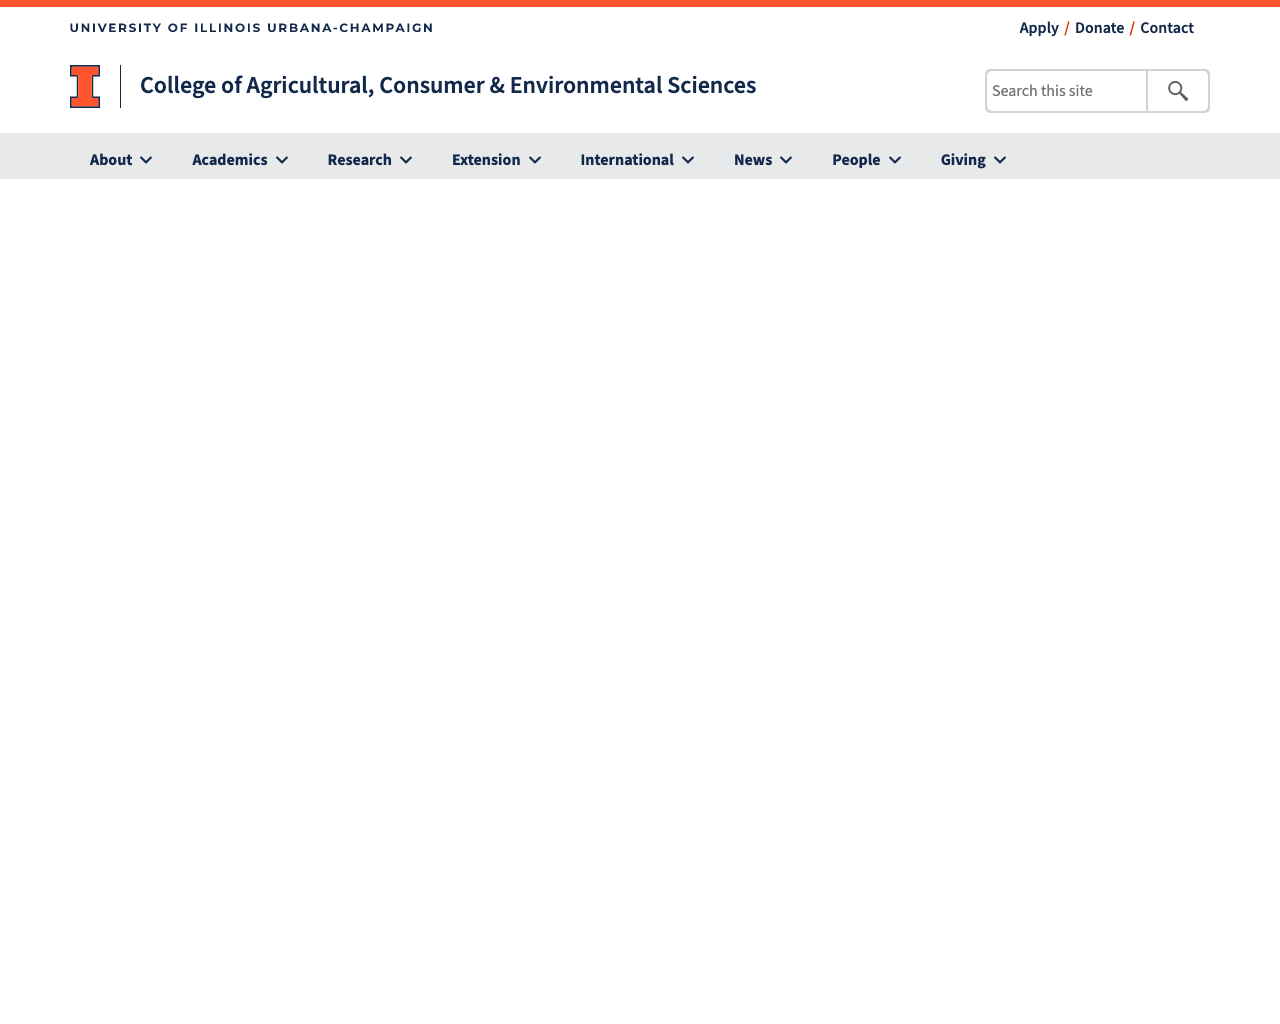 UNIVERSITY OF ILLINOIS URBANA-CHAMPAIGN
Apply / Donate / Contact
College of Agricultural, Consumer & Environmental Sciences
Search this site
About Academics Research Extension International News People Giving